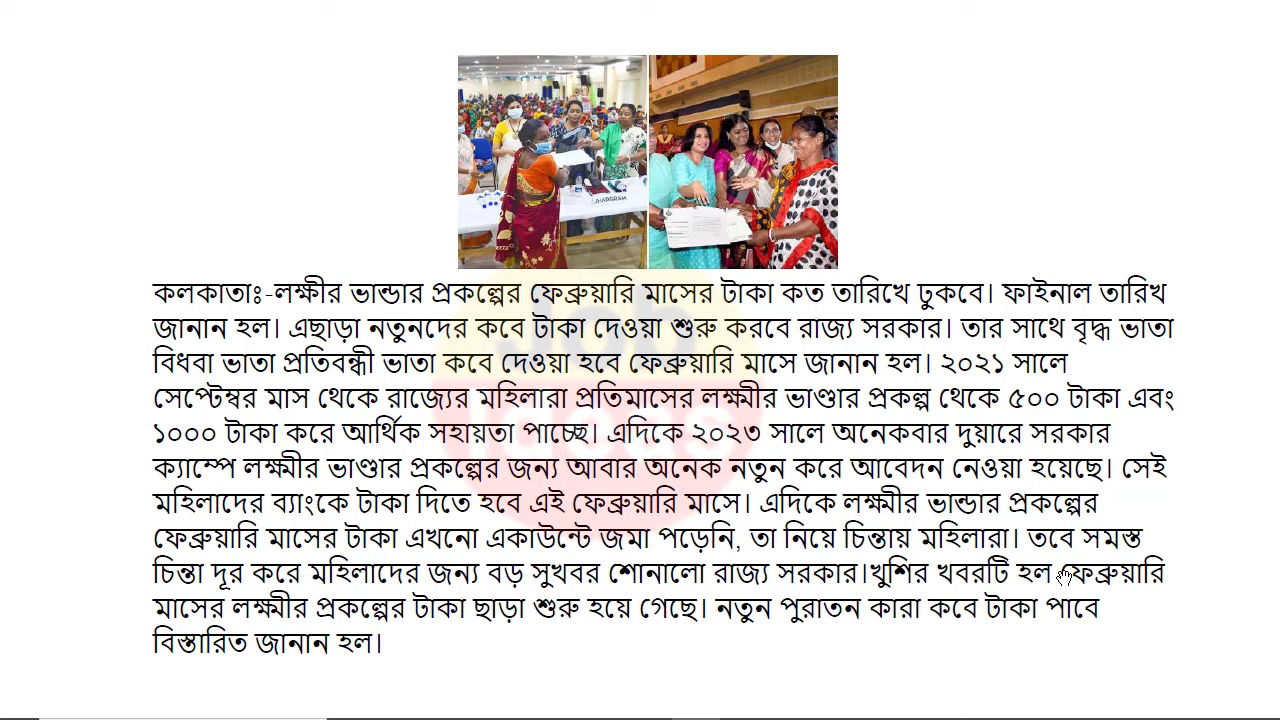 JHARGRAM
কলকাতাঃ-লক্ষীর ভান্ডার প্রকল্পের ফেব্রুয়ারি মাসের টাকা কত তারিখে ঢুকবে। ফাইনাল তারিখ
জানান হল। এছাড়া নতুনদের কবে টাকা দেওয়া শুরু করবে রাজ্য সরকার। তার সাথে বৃদ্ধ ভাতা
বিধবা ভাতা প্রতিবন্ধী ভাতা কবে দেওয়া হবে ফেব্রুয়ারি মাসে জানান হল। ২০২১ সালে
সেপ্টেম্বর মাস থেকে রাজ্যের মহিলারা প্রতিমাসের লক্ষ্মীর ভাণ্ডার প্রকল্প থেকে ৫০০ টাকা এবং
১০০০ টাকা করে আর্থিক সহায়তা পাচ্ছে। এদিকে ২০২৩ সালে অনেকবার দুয়ারে সরকার
ক্যাম্পে লক্ষ্মীর ভাণ্ডার প্রকল্পের জন্য আবার অনেক নতুন করে আবেদন নেওয়া হয়েছে। সেই
মহিলাদের ব্যাংকে টাকা দিতে হবে এই ফেব্রুয়ারি মাসে। এদিকে লক্ষ্মীর ভান্ডার প্রকল্পের
ফেব্রুয়ারি মাসের টাকা এখনো একাউন্টে জমা পড়েনি, তা নিয়ে চিন্তায় মহিলারা। তবে সমস্ত
চিন্তা দূর করে মহিলাদের জন্য বড় সুখবর শোনালো রাজ্য সরকার।খুশির খবরটি হল ফেব্রুয়ারি
মাসের লক্ষ্মীর প্রকল্পের টাকা ছাড়া শুরু হয়ে গেছে। নতুন পুরাতন কারা কবে টাকা পাবে
বিস্তারিত জানান হল।
Job
Ideas